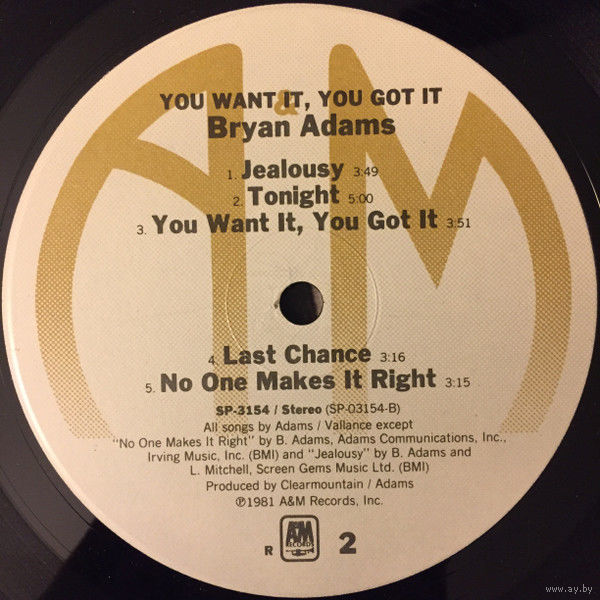 YOU WANT IT, YOU GOT IT
Bryan Adams
1. Jealousy 3:49
2. Tonight 5:00
3. You Want It, You Got It 3:51
4. Last Chance 3:16
5. No One Makes It Right 3:15
SP-3154 / Stereo (SP-03154-B)
All songs by Adams / Vallance except
"No One Makes It Right" by B. Adams, Adams Communications, Inc.,
Irving Music, Inc. (BMI) and "Jealousy" by B. Adams and
L. Mitchell, Screen Gems Music Ltd. (BMI)
Produced by Clearmountain / Adams
℗1981 A&M Records, Inc.
R A&M RECORDS 2
A&M
www.ay.by